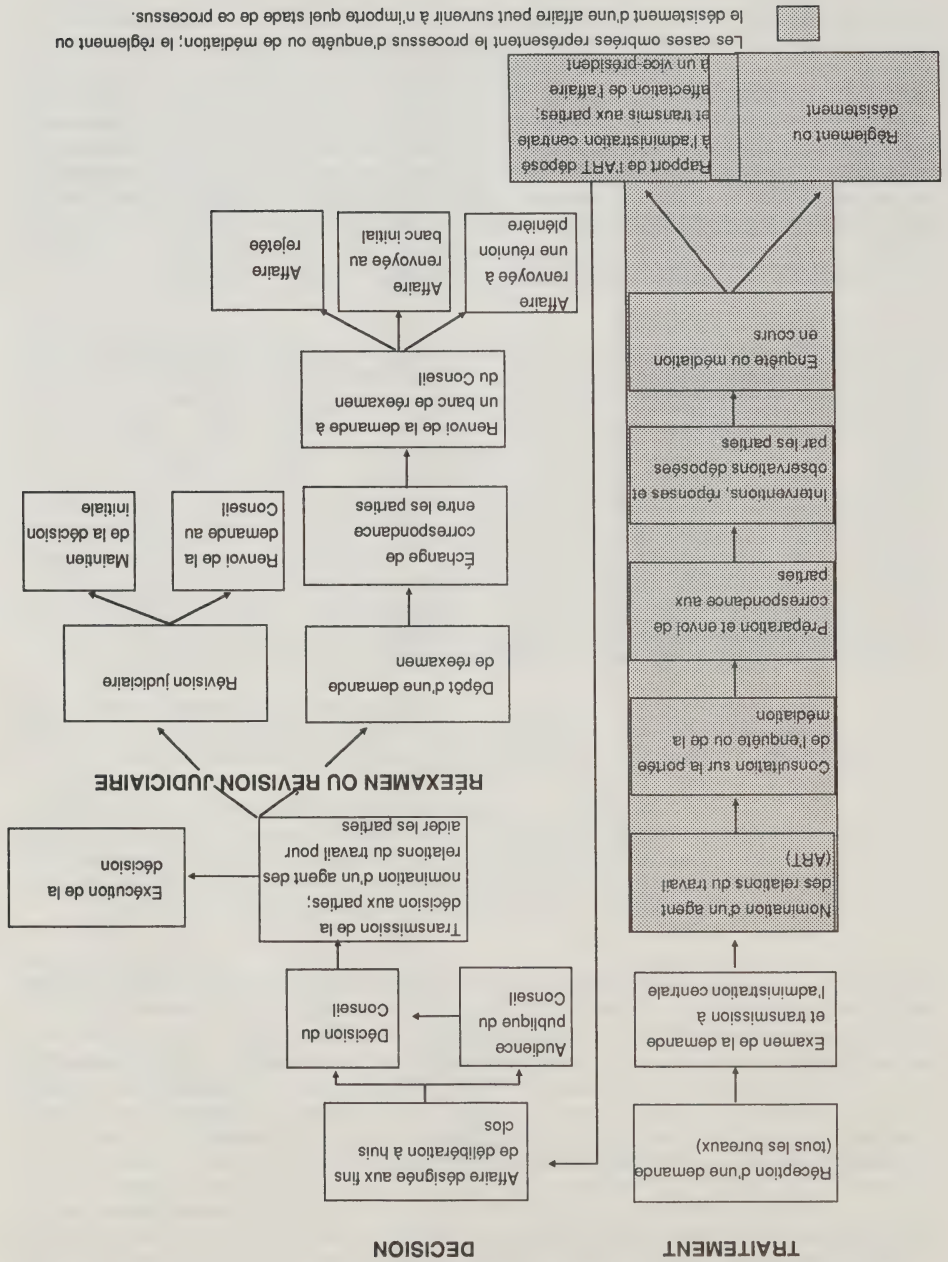 TRAITEMENT
Réception d'une demande
(tous les bureaux)
Examen de la demande
et transmission à
l'administration centrale
Nomination d'un agent
des relations du travail
(ART)
Consultation sur la portée
de l'enquête ou de la
médiation
Préparation et envoi de
correspondance aux
parties
Interventions, réponses et
observations déposées
par les parties
Enquête ou médiation
en cours
Règlement ou
désistement
Rapport de l'ART déposé
à l'administration centrale
et transmis aux parties;
affectation de l'affaire
à un vice-président
DECISION
Affaire désignée aux fins
de délibération à huis
clos
Audience
publique du
Conseil
Décision du
Conseil
Transmission de la
décision aux parties;
nomination d'un agent des
relations du travail pour
aider les parties
Exécution de la
décision
RÉEXAMEN OU RÉVISION JUDICIAIRE
Dépôt d'une demande
de réexamen
Révision judiciaire
Échange de
correspondance
entre les parties
Renvoi de la
demande au
Conseil
Maintien
de la décision
initiale
Renvoi de la demande à
un banc de réexamen
du Conseil
Affaire
renvoyée à
une réunion
plénière
Affaire
renvoyée au
banc initial
Affaire
rejetée
Les cases ombrées représentent le processus d'enquête ou de médiation; le règlement ou
le désistement d'une affaire peut survenir à n'importe quel stade de ce processus.